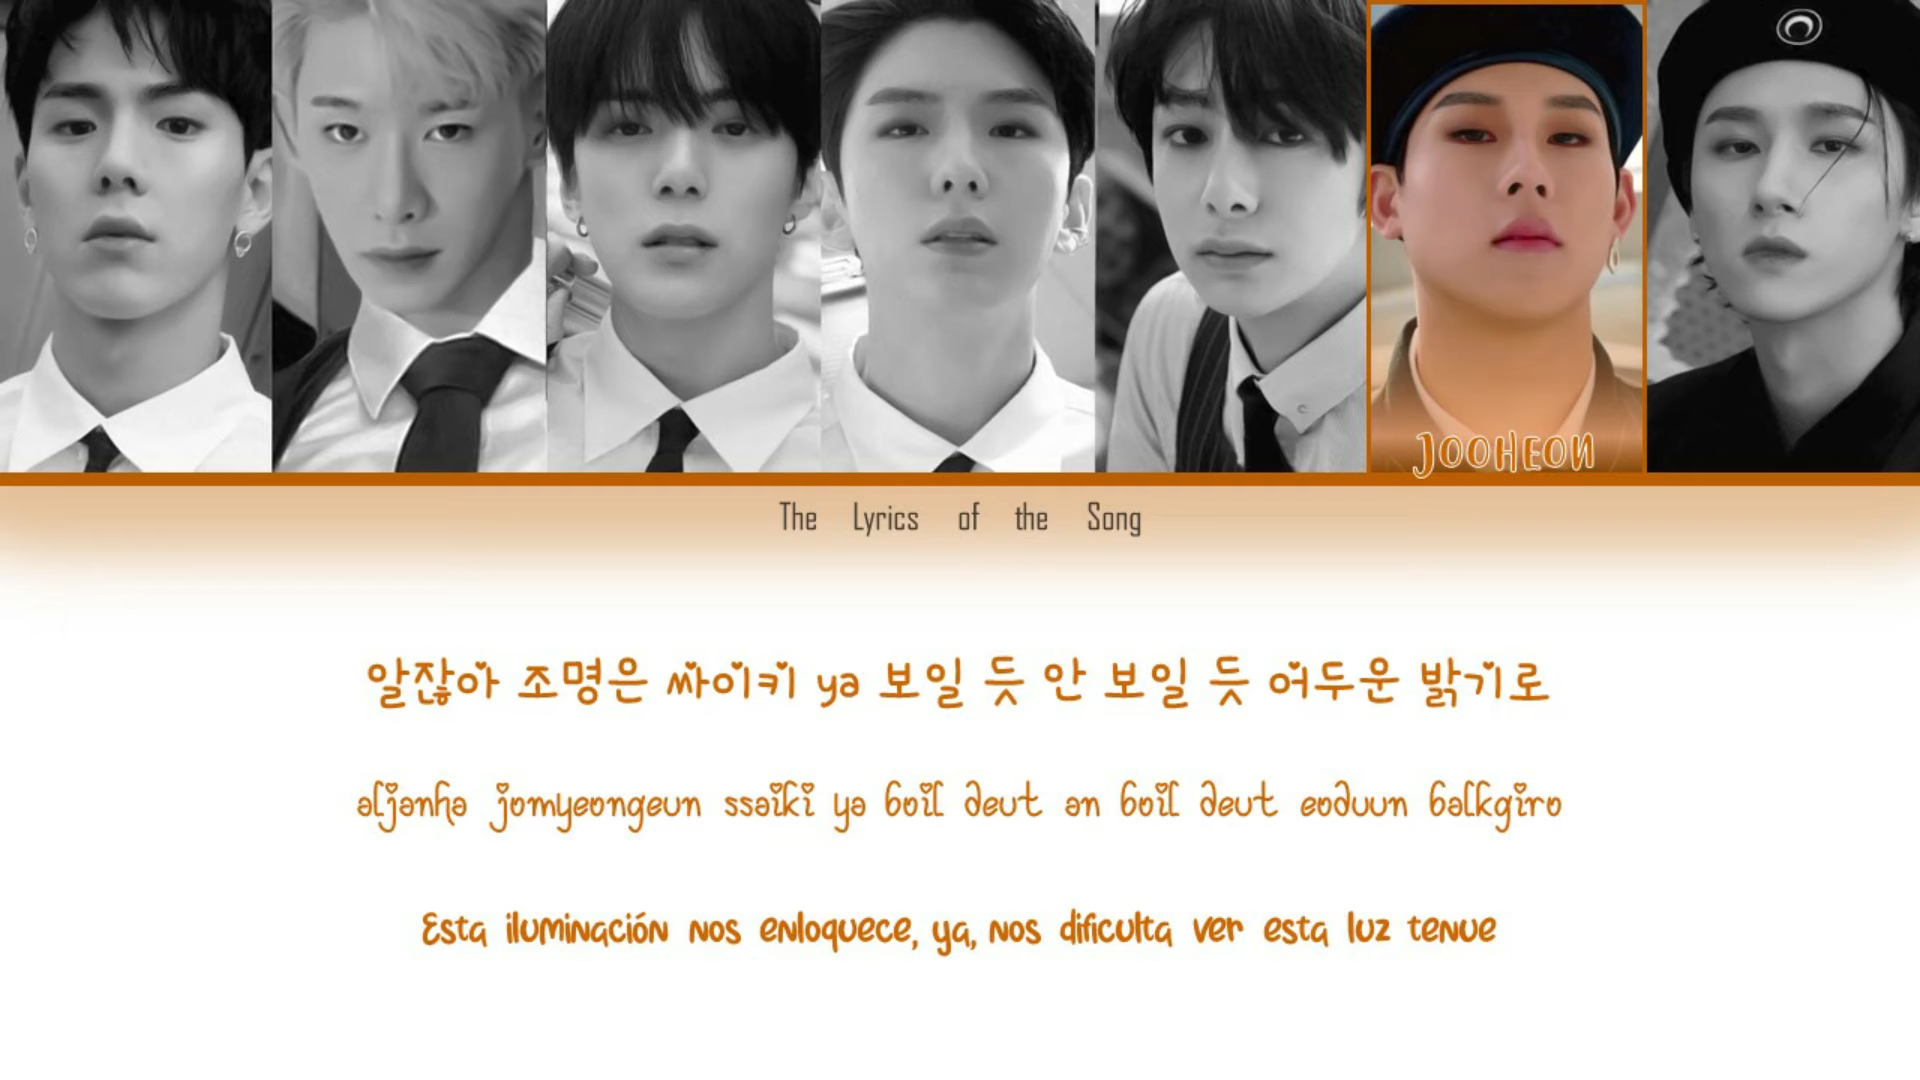 JOOHEON
The Lyrics of the Song
알잖아 조명은 싸이키 ya 보일 듯 안 보일 듯 어두운 밝기로
aljanha jomyeongeun ssaiki ya boil deut an boil deut eoduun balkgiro
Esta iluminación nos enloquece, ya, nos dificulta ver esta luz tenue